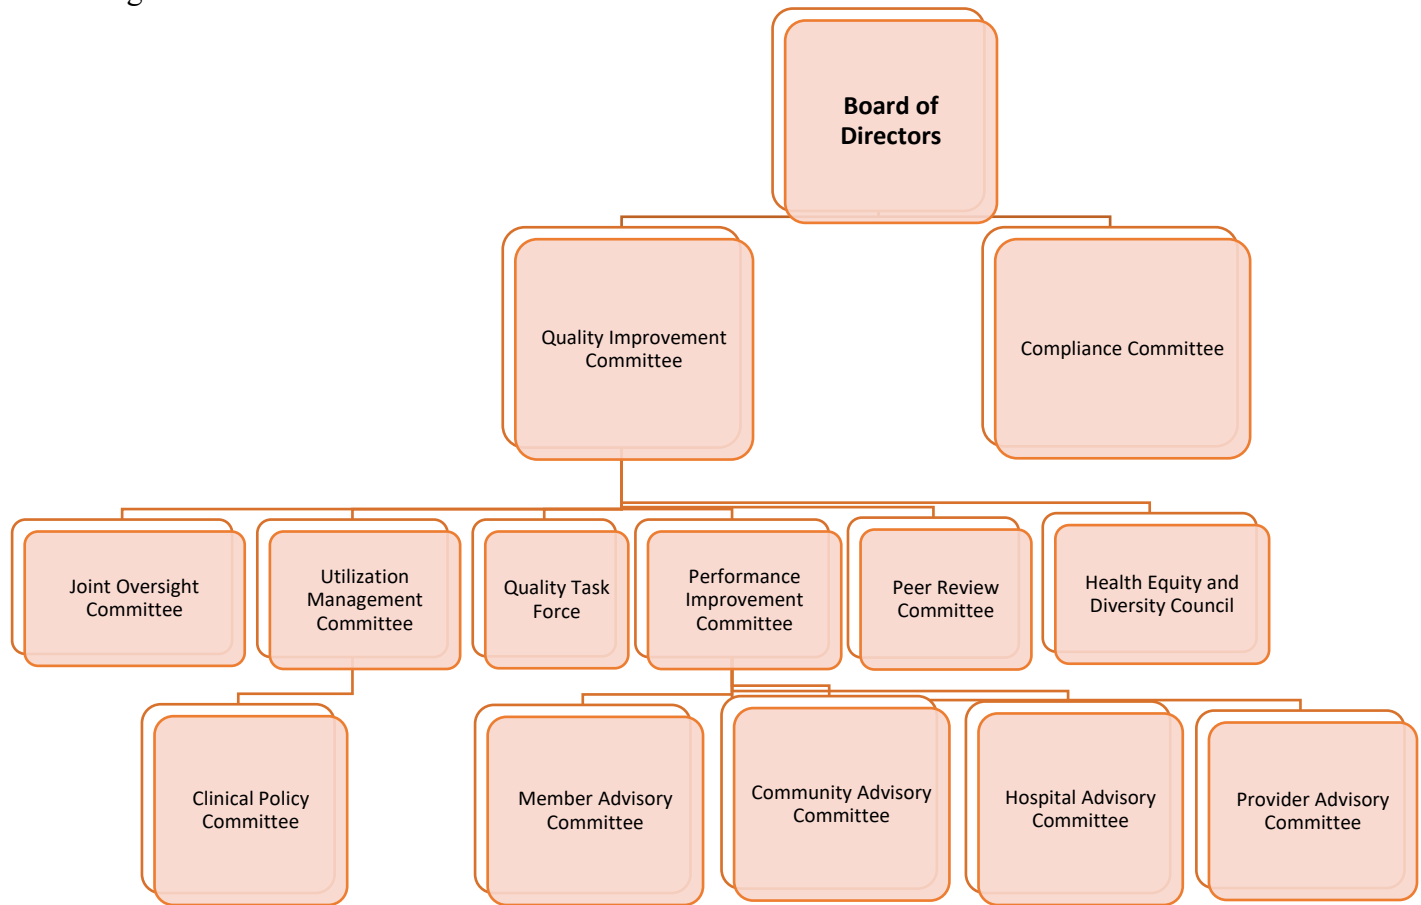 Board of
Directors
Quality Improvement
Committee
Compliance Committee
Joint Oversight
Committee
Utilization
Management
Committee
Quality Task
Force
Performance
Improvement
Committee
Peer Review
Committee
Health Equity and
Diversity Council
Clinical Policy
Committee
Member Advisory
Committee
Community Advisory
Committee
Hospital Advisory
Committee
Provider Advisory
Committee